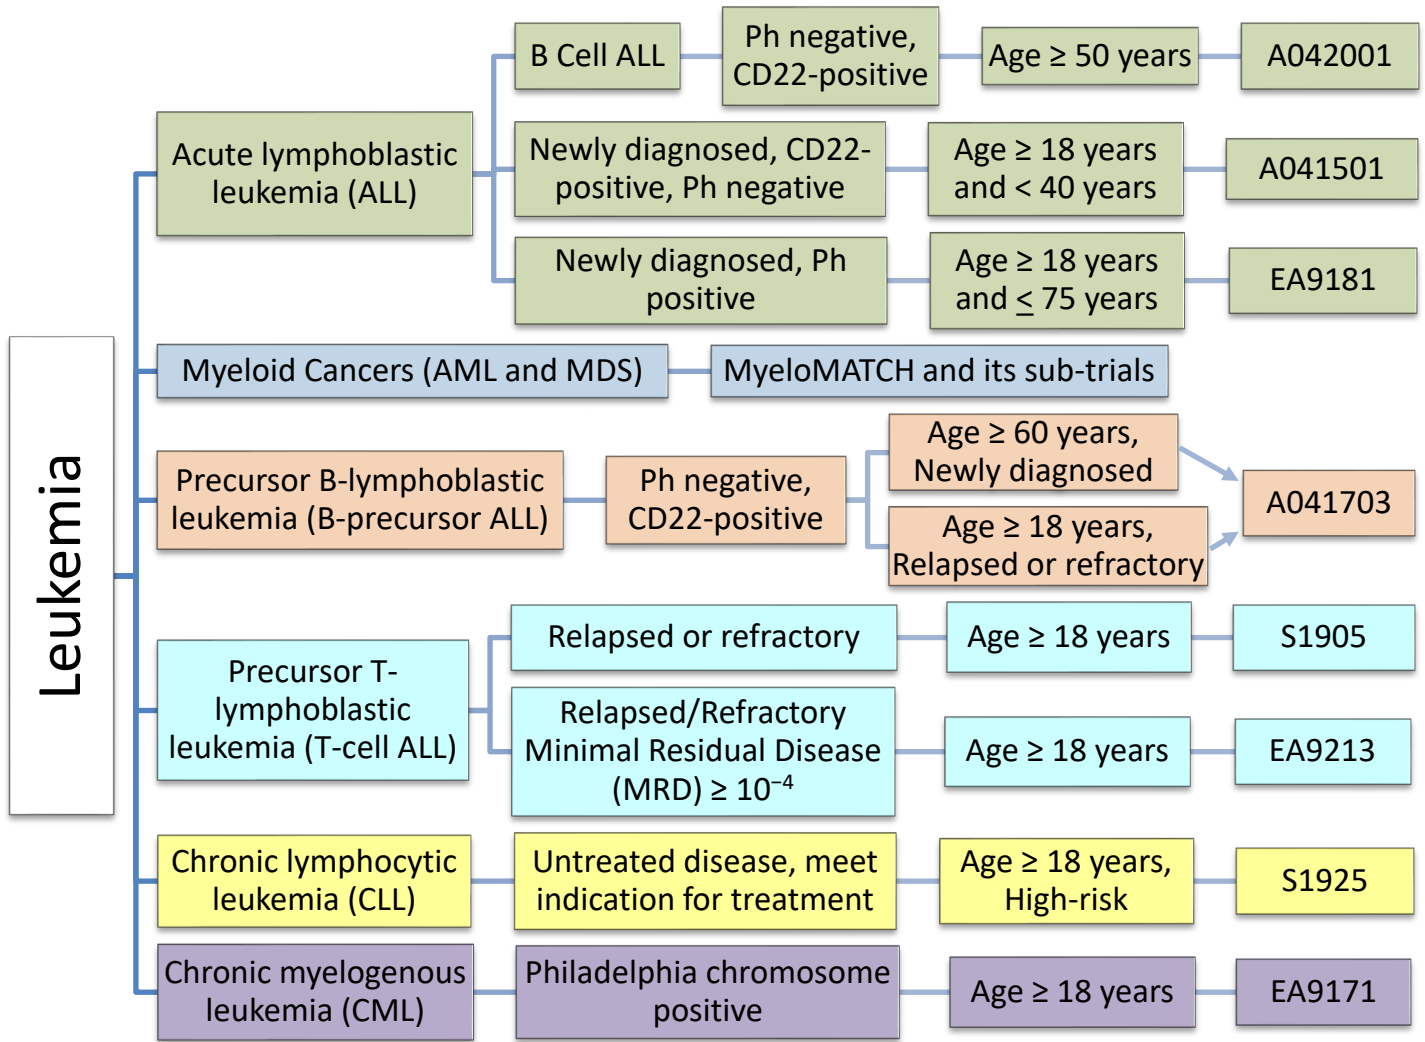 Leukemia
Acute lymphoblastic
leukemia (ALL)
B Cell ALL
Ph negative,
CD22-positive
Age ≥ 50 years
A042001
Newly diagnosed, CD22-
positive, Ph negative
Age ≥ 18 years
and < 40 years
A041501
Newly diagnosed, Ph
positive
Age ≥ 18 years
and ≤ 75 years
EA9181
Myeloid Cancers (AML and MDS)
MyeloMATCH and its sub-trials
Precursor B-lymphoblastic
leukemia (B-precursor ALL)
Ph negative,
CD22-positive
Age ≥ 60 years,
Newly diagnosed
Age ≥ 18 years,
Relapsed or refractory
A041703
Precursor T-
lymphoblastic
leukemia (T-cell ALL)
Relapsed or refractory
Age ≥ 18 years
S1905
Relapsed/Refractory
Minimal Residual Disease
(MRD) ≥ 10⁻⁴
Age ≥ 18 years
EA9213
Chronic lymphocytic
leukemia (CLL)
Untreated disease, meet
indication for treatment
Age ≥ 18 years,
High-risk
S1925
Chronic myelogenous
leukemia (CML)
Philadelphia chromosome
positive
Age ≥ 18 years
EA9171